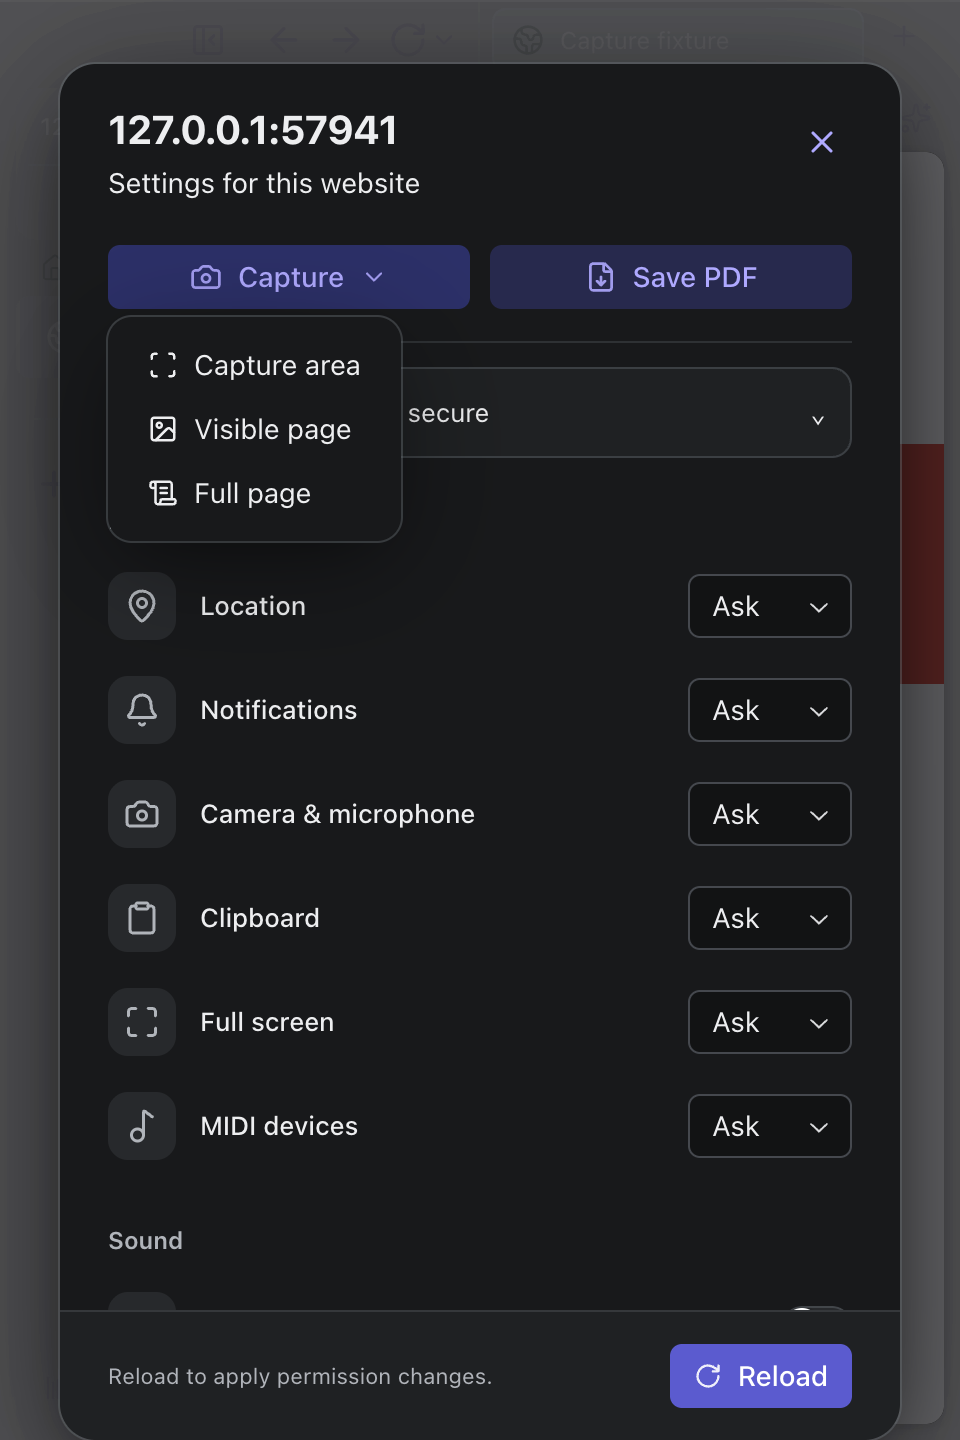 Capture fixture
127.0.0.1:57941
Settings for this website
Capture
Save PDF
Capture area
Visible page
Full page
secure
Location
Ask
Notifications
Ask
Camera & microphone
Ask
Clipboard
Ask
Full screen
Ask
MIDI devices
Ask
Sound
Reload to apply permission changes.
Reload